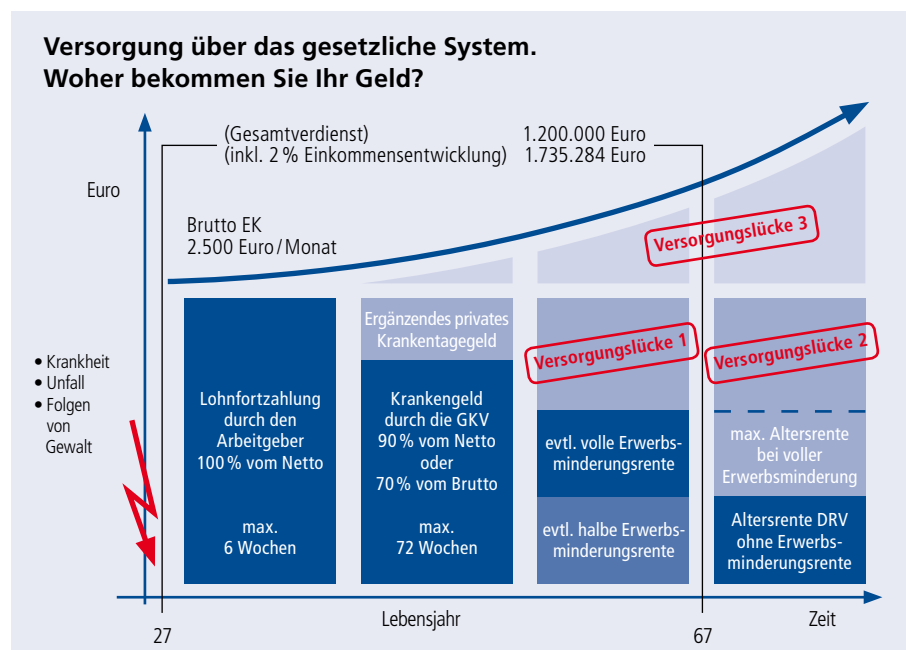 Versorgung über das gesetzliche System.
Woher bekommen Sie Ihr Geld?
(Gesamtverdienst) 1.200.000 Euro
(inkl. 2 % Einkommensentwicklung) 1.735.284 Euro
Euro
Brutto EK
2.500 Euro / Monat
Versorgungslücke 3
• Krankheit
• Unfall
• Folgen
von
Gewalt
Lohnfortzahlung
durch den
Arbeitgeber
100 % vom Netto
max.
6 Wochen
Ergänzendes privates
Krankentagegeld
Krankengeld
durch die GKV
90 % vom Netto
oder
70 % vom Brutto
max.
72 Wochen
Versorgungslücke 1
evtl. volle Erwerbs-
minderungsrente
evtl. halbe Erwerbs-
minderungsrente
Versorgungslücke 2
max. Altersrente
bei voller
Erwerbsminderung
Altersrente DRV
ohne Erwerbs-
minderungsrente
27
Lebensjahr
67
Zeit